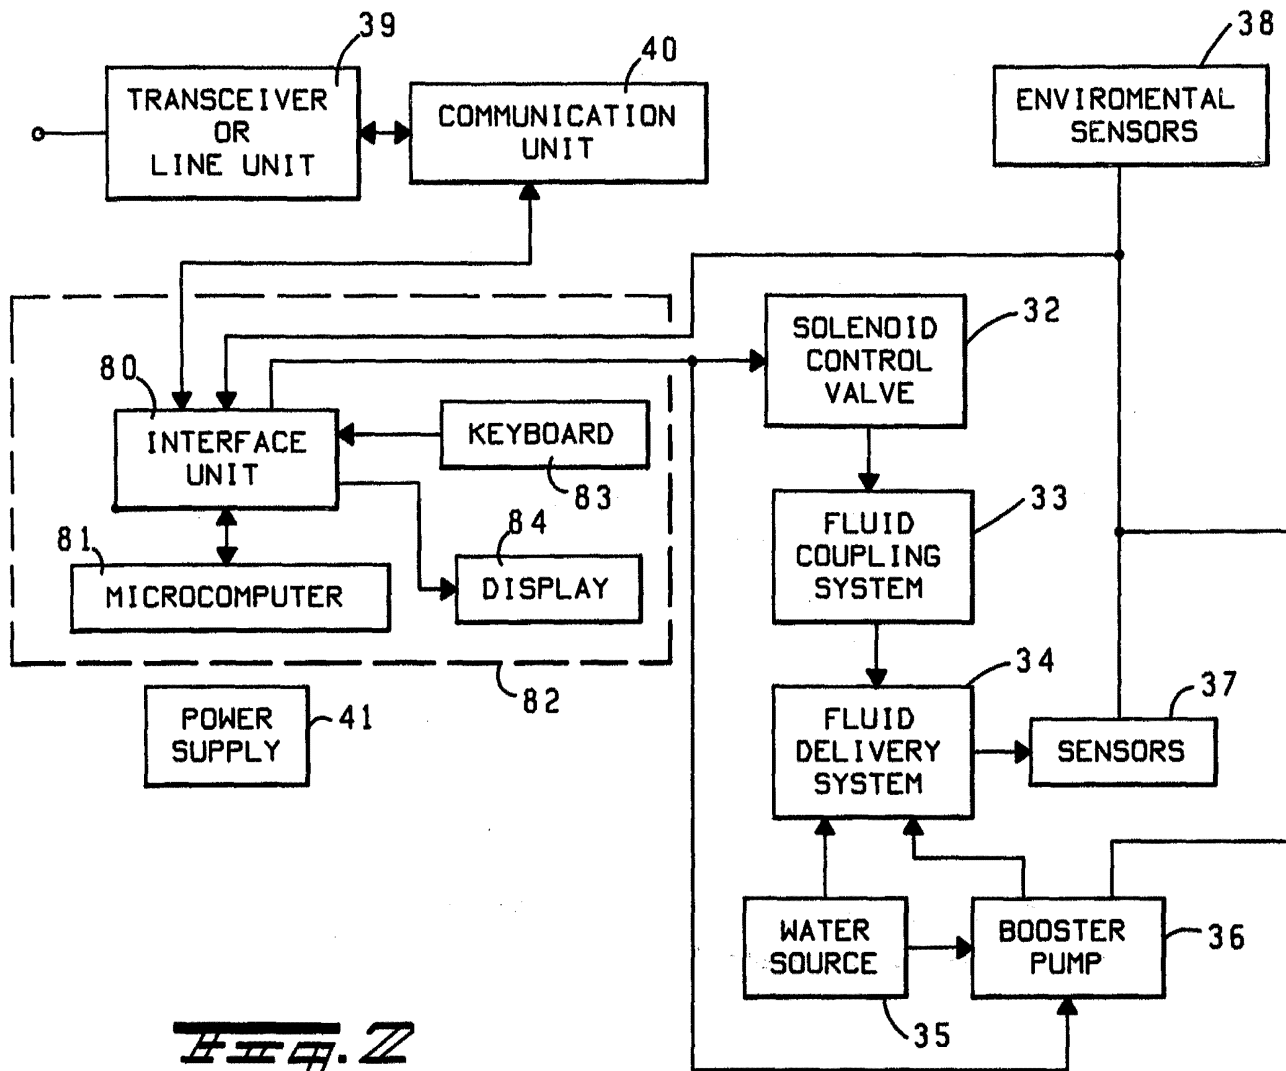 39
TRANSCEIVER
OR
LINE UNIT
40
COMMUNICATION
UNIT
38
ENVIROMENTAL
SENSORS
32
SOLENOID
CONTROL
VALVE
80
INTERFACE
UNIT
KEYBOARD
83
81
MICROCOMPUTER
84
DISPLAY
82
33
FLUID
COUPLING
SYSTEM
POWER
SUPPLY
41
34
FLUID
DELIVERY
SYSTEM
37
SENSORS
WATER
SOURCE
35
BOOSTER
PUMP
36
Fig. 2